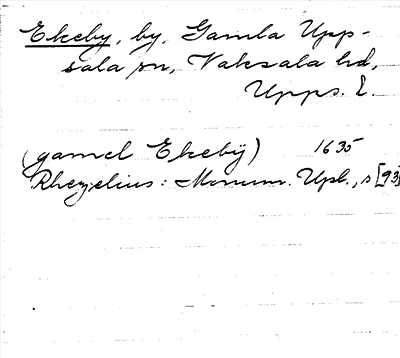 Ekeby, by, Gamla Upp-
sala sn, Vaksala hd,
Upps. l.
(gamel Ekebÿ) 1635
Rhezelius: Monum. Upl., s [93]